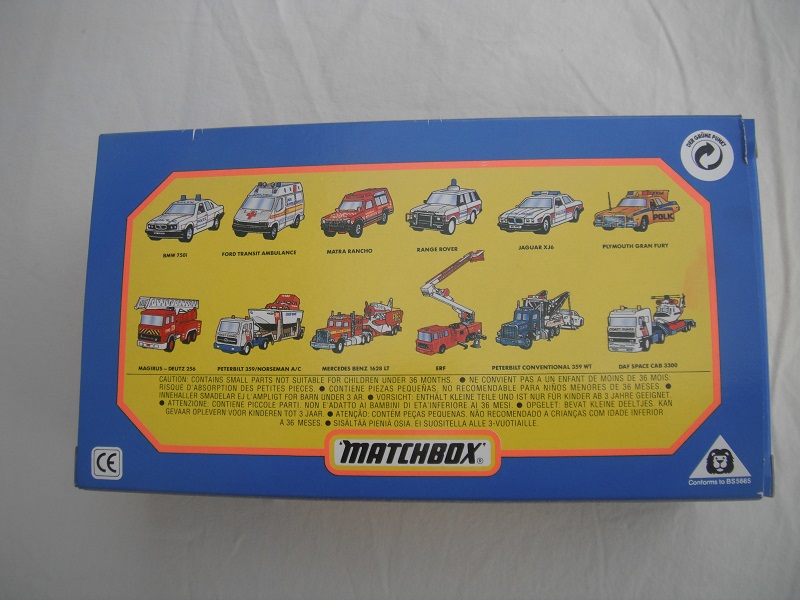 DER GRÜNE PUNKT
POLICE
BMW 730i
FORD TRANSIT AMBULANCE
MATRA RANCHO
RANGE ROVER
JAGUAR XJ6
PLYMOUTH GRAN FURY
MAGIRUS-DEUTZ 256
PETERBILT 359/NORSEMAN A/C
MERCEDES BENZ 1628 LT
ERF
PETERBILT CONVENTIONAL 359 WT
DAF SPACE CAB 3300
CAUTION: CONTAINS SMALL PARTS NOT SUITABLE FOR CHILDREN UNDER 36 MONTHS. ● NE CONVIENT PAS A UN ENFANT DE MOINS DE 36 MOIS:
RISQUE D'ABSORPTION DES PETITES PIECES. ● CONTIENE PIEZAS PEQUENAS. NO RECOMENDABLE PARA NIÑOS MENORES DE 36 MESES. ●
INNEHALLER SMADELAR EJ LAMPLIGT FOR BARN UNDER 3 AR. ● VORSICHT: ENTHÄLT KLEINE TEILE UND IST NUR FÜR KINDER AB 3 JAHRE GEEIGNET.
● ATTENZIONE: CONTIENE PICCOLE PARTI. NON E'ADATTO AI BAMBINI DI ETA INFERIORE AI 36 MESI ● OPGELET: BEVAT KLEINE DEELTJES. KAN
GEVAAR OPLEVERN VOOR KINDEREN TOT 3 JAAR. ● ATENÇAO: CONTEM PEÇAS PEQUENAS. NÃO RECOMENDADO A CRIANÇAS COM IDADE INFERIOR
A 36 MESES. ● SISÄLTÄÄ PIENIÄ OSIA. EI SUOSITELLA ALLE 3-VUOTIAILLE.
MATCHBOX®
CE
Conforms to BS5665